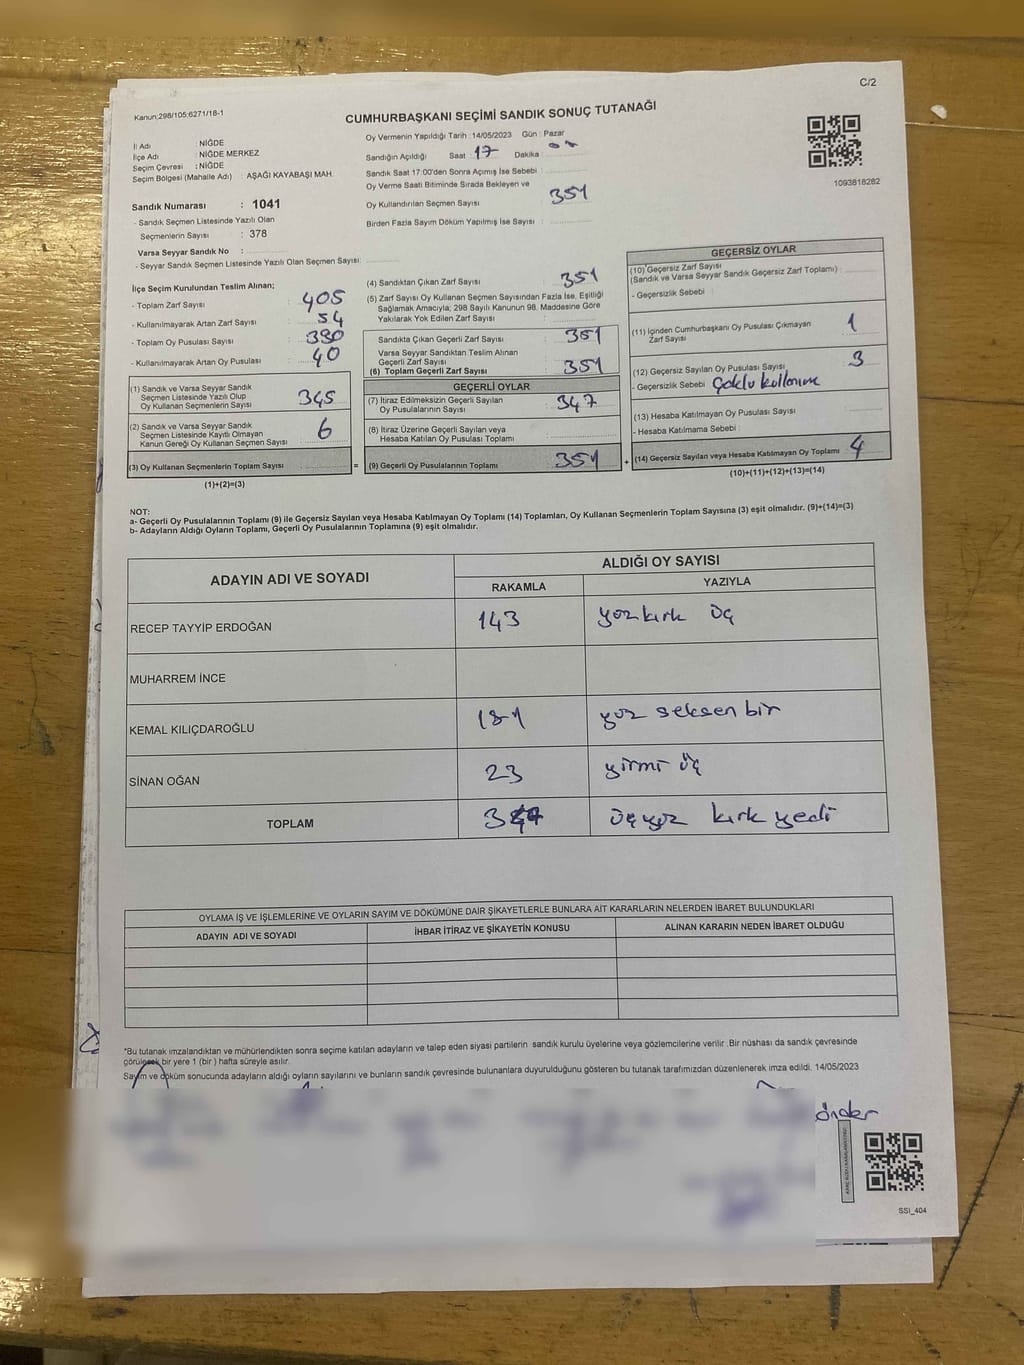 C/2
Kanun:298/105:6271/18-1
CUMHURBAŞKANI SEÇİMİ SANDIK SONUÇ TUTANAĞI
İl Adı : NİĞDE
İlçe Adı : NİĞDE MERKEZ
Seçim Çevresi : NİĞDE
Seçim Bölgesi (Mahalle Adı) : AŞAĞI KAYABAŞI MAH.
Oy Vermenin Yapıldığı Tarih :14/05/2023 Gün : Pazar
Sandığın Açıldığı Saat 17 Dakika
Sandık Saat 17:00'den Sonra Açılmış İse Sebebi :
Oy Verme Saati Bitiminde Sırada Bekleyen ve
Oy Kullandırılan Seçmen Sayısı 351
Birden Fazla Sayım Döküm Yapılmış İse Sayısı :
1093818282
Sandık Numarası : 1041
- Sandık Seçmen Listesinde Yazılı Olan
Seçmenlerin Sayısı : 378
Varsa Seyyar Sandık No :
- Seyyar Sandık Seçmen Listesinde Yazılı Olan Seçmen Sayısı:
İlçe Seçim Kurulundan Teslim Alınan;
- Toplam Zarf Sayısı : 405
- Kullanılmayarak Artan Zarf Sayısı : 54
- Toplam Oy Pusulası Sayısı : 390
- Kullanılmayarak Artan Oy Pusulası : 40
(1) Sandık ve Varsa Seyyar Sandık
Seçmen Listesinde Yazılı Olup
Oy Kullanan Seçmenlerin Sayısı : 345
(2) Sandık ve Varsa Seyyar Sandık
Seçmen Listesinde Kayıtlı Olmayan
Kanun Gereği Oy Kullanan Seçmen Sayısı : 6
(3) Oy Kullanan Seçmenlerin Toplam Sayısı :
(1)+(2)=(3)
(4) Sandıktan Çıkan Zarf Sayısı : 351
(5) Zarf Sayısı Oy Kullanan Seçmen Sayısından Fazla İse, Eşitliği
Sağlamak Amacıyla; 298 Sayılı Kanunun 98. Maddesine Göre
Yakılarak Yok Edilen Zarf Sayısı :
Sandıkta Çıkan Geçerli Zarf Sayısı : 351
Varsa Seyyar Sandıktan Teslim Alınan
Geçerli Zarf Sayısı
(6) Toplam Geçerli Zarf Sayısı : 351
GEÇERLİ OYLAR
(7) İtiraz Edilmeksizin Geçerli Sayılan
Oy Pusulalarının Sayısı : 347
(8) İtiraz Üzerine Geçerli Sayılan veya
Hesaba Katılan Oy Pusulası Toplamı :
= (9) Geçerli Oy Pusulalarının Toplamı 351 +
GEÇERSİZ OYLAR
(10) Geçersiz Zarf Sayısı
(Sandık ve Varsa Seyyar Sandık Geçersiz Zarf Toplamı) :
- Geçersizlik Sebebi :
(11) İçinden Cumhurbaşkanı Oy Pusulası Çıkmayan
Zarf Sayısı : 1
(12) Geçersiz Sayılan Oy Pusulası Sayısı 3
- Geçersizlik Sebebi : Çoklu kullanım
(13) Hesaba Katılmayan Oy Pusulası Sayısı :
- Hesaba Katılmama Sebebi :
(14) Geçersiz Sayılan veya Hesaba Katılmayan Oy Toplamı 4
(10)+(11)+(12)+(13)=(14)
NOT:
a- Geçerli Oy Pusulalarının Toplamı (9) ile Geçersiz Sayılan veya Hesaba Katılmayan Oy Toplamı (14) Toplamları, Oy Kullanan Seçmenlerin Toplam Sayısına (3) eşit olmalıdır. (9)+(14)=(3)
b- Adayların Aldığı Oyların Toplamı, Geçerli Oy Pusulalarının Toplamına (9) eşit olmalıdır.
ADAYIN ADI VE SOYADI ALDIĞI OY SAYISI
RAKAMLA YAZIYLA
RECEP TAYYİP ERDOĞAN 143 yüz kırk üç
MUHARREM İNCE
KEMAL KILIÇDAROĞLU 181 yüz seksen bir
SİNAN OĞAN 23 yirmi üç
TOPLAM 347 üçyüz kırk yedi
OYLAMA İŞ VE İŞLEMLERİNE VE OYLARIN SAYIM VE DÖKÜMÜNE DAİR ŞİKAYETLERLE BUNLARA AİT KARARLARIN NELERDEN İBARET BULUNDUKLARI
ADAYIN ADI VE SOYADI İHBAR İTİRAZ VE ŞİKAYETİN KONUSU ALINAN KARARIN NEDEN İBARET OLDUĞU
*Bu tutanak imzalandıktan ve mühürlendikten sonra seçime katılan adayların ve talep eden siyasi partilerin sandık kurulu üyelerine veya gözlemcilerine verilir. Bir nüshası da sandık çevresinde
görülecek bir yere 1 (bir ) hafta süreyle asılır.
Sayım ve döküm sonucunda adayların aldığı oyların sayılarını ve bunların sandık çevresinde bulunanlara duyurulduğunu gösteren bu tutanak tarafımızdan düzenlenerek imza edildi. 14/05/2023
önder
SSI_404